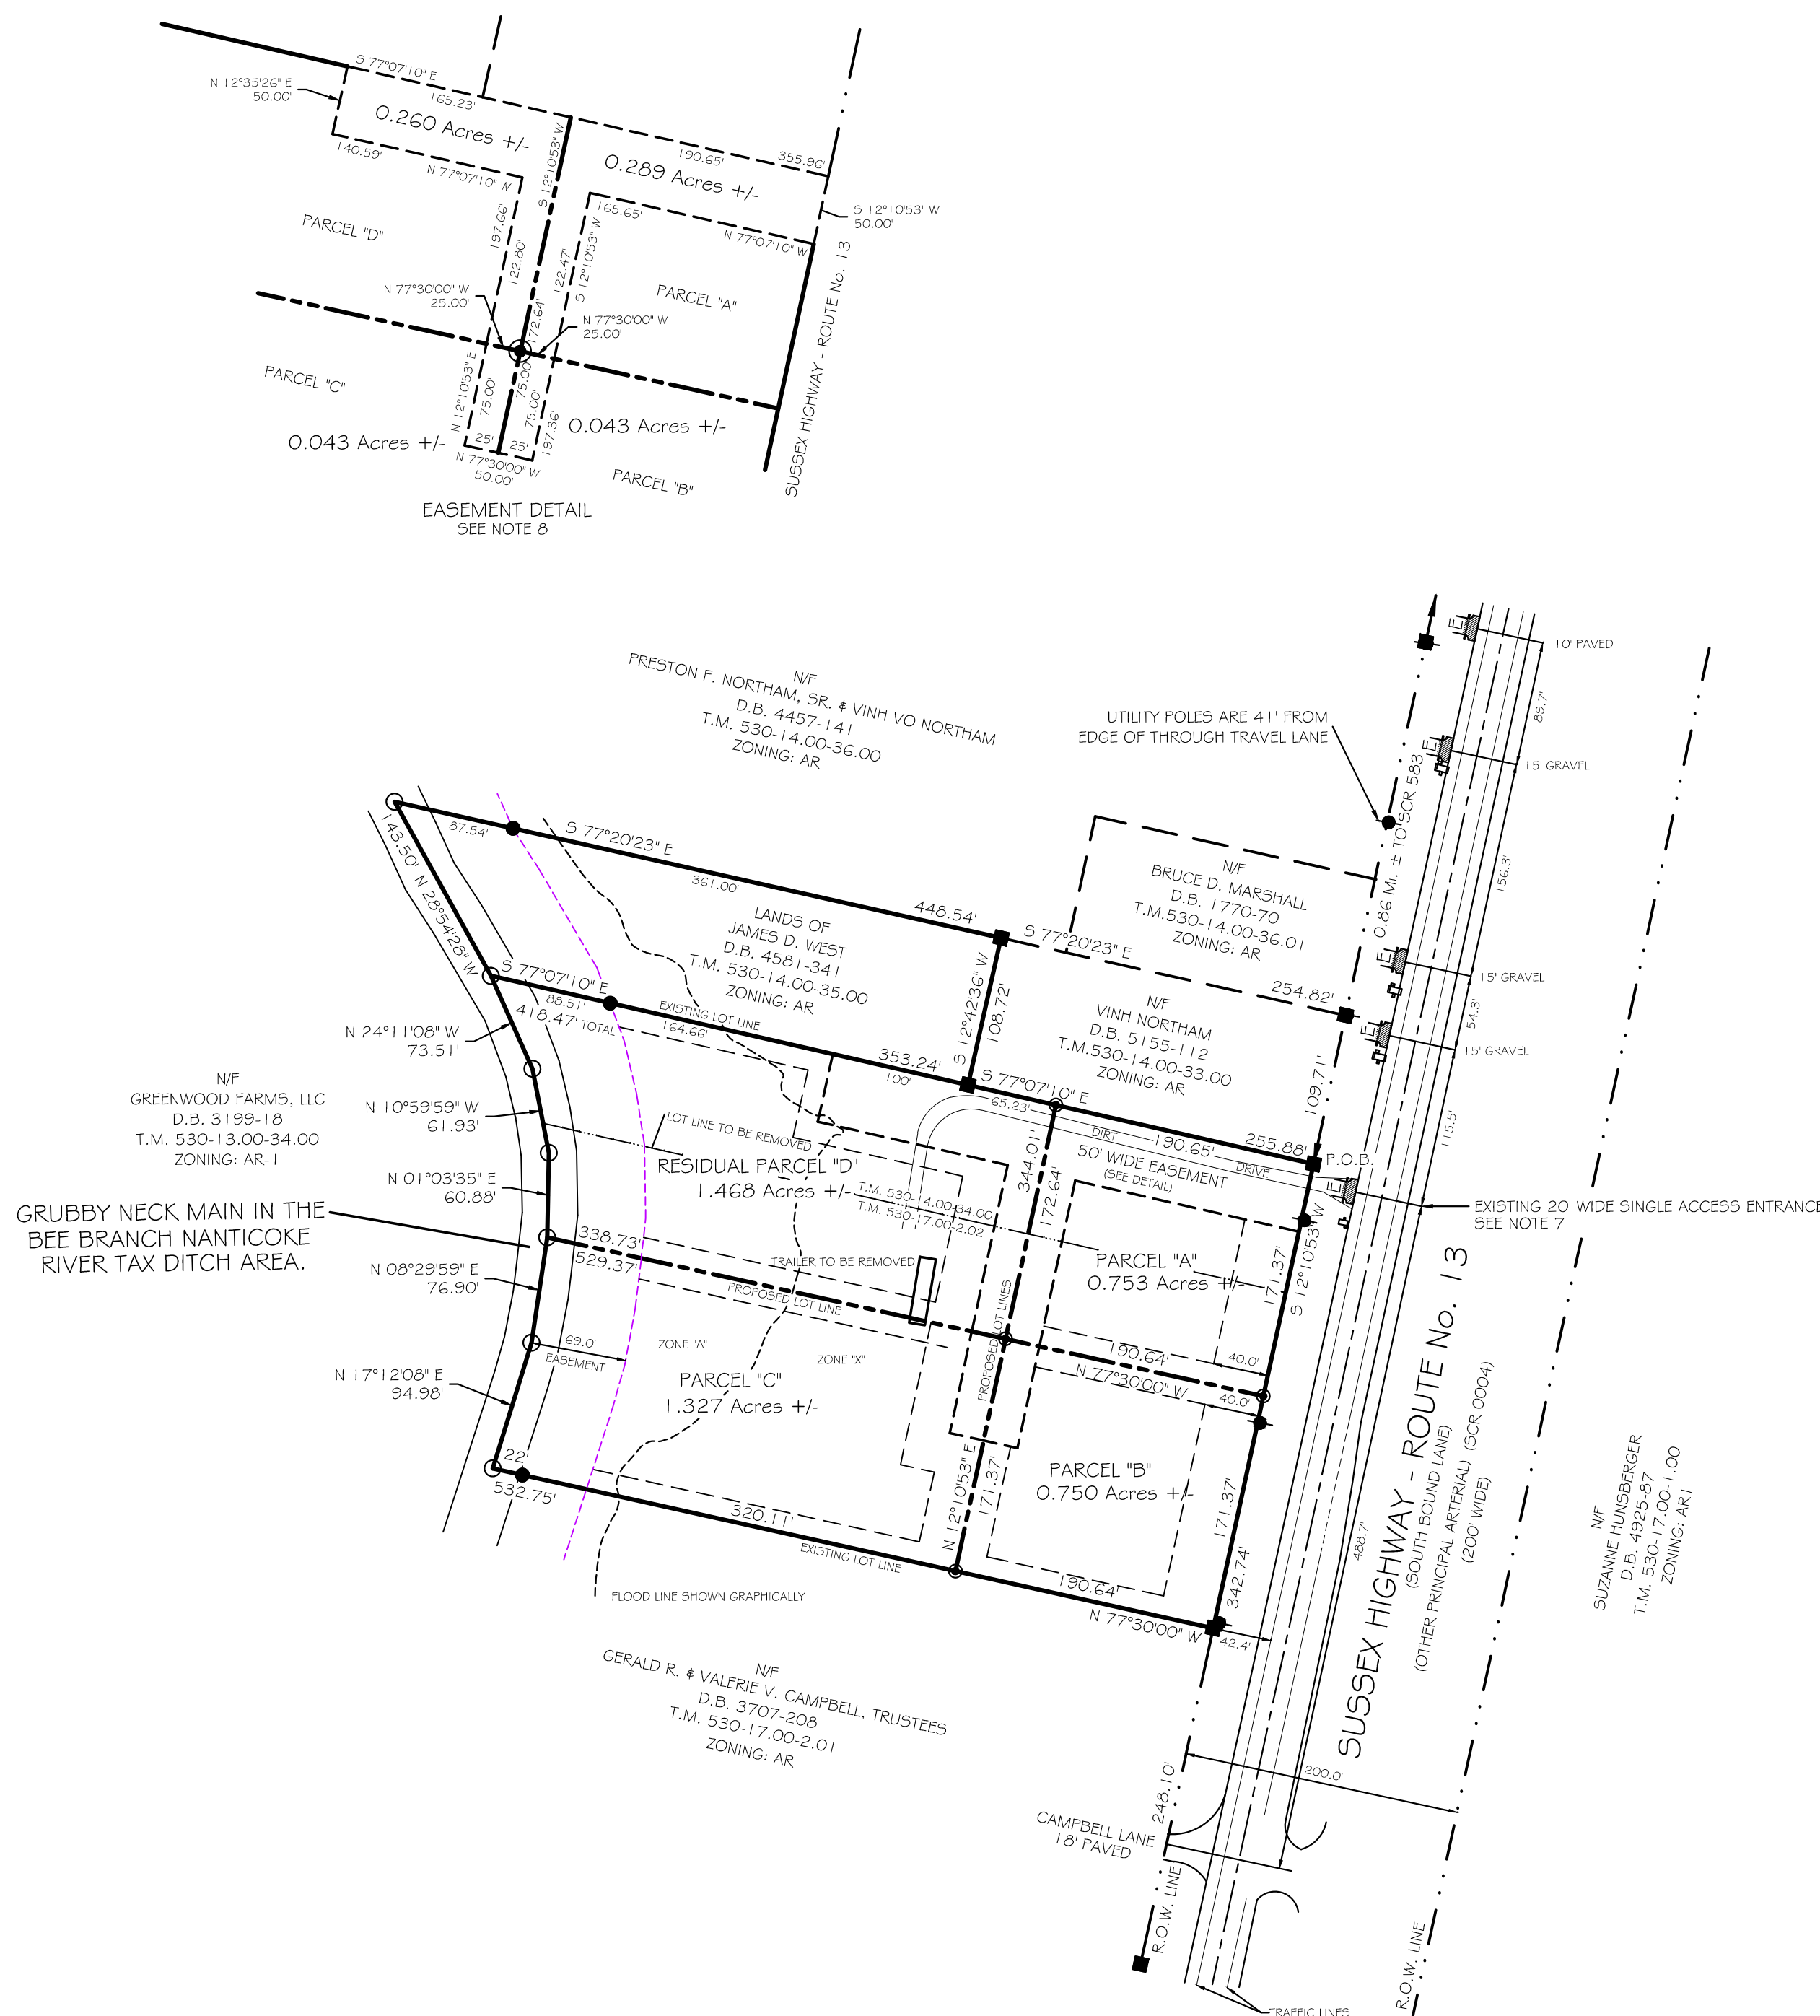 S 77°07'10" E
165.23'
N 12°35'26" E
50.00'
0.260 Acres +/-
140.59'
N 77°07'10" W
S 12°10'53" W
190.65'
355.96'
0.289 Acres +/-
165.65'
N 77°07'10" W
S 12°10'53" W
50.00'
PARCEL "D"
197.66'
122.80'
122.47'
S 12°10'53" W
PARCEL "A"
N 77°30'00" W
25.00'
172.64'
N 77°30'00" W
25.00'
SUSSEX HIGHWAY - ROUTE No. 13
PARCEL "C"
N 12°10'53" E
75.00'
75.00'
75.00'
197.36'
0.043 Acres +/-
0.043 Acres +/-
25'
25'
N 77°30'00" W
50.00'
PARCEL "B"
EASEMENT DETAIL
SEE NOTE 8
N/F
PRESTON F. NORTHAM, SR. & VINH VO NORTHAM
D.B. 4457-141
T.M. 530-14.00-36.00
ZONING: AR
UTILITY POLES ARE 41' FROM
EDGE OF THROUGH TRAVEL LANE
0.86 Mi. ± TO SCR 583
E
10' PAVED
89.7'
E
15' GRAVEL
156.3'
E
15' GRAVEL
54.3'
E
15' GRAVEL
115.5'
N/F
BRUCE D. MARSHALL
D.B. 1770-70
T.M.530-14.00-36.01
ZONING: AR
87.54'
S 77°20'23" E
361.00'
448.54'
S 77°20'23" E
254.82'
143.50'
N 28°54'28" W
LANDS OF
JAMES D. WEST
D.B. 4581-341
T.M. 530-14.00-35.00
ZONING: AR
S 12°42'36" W
108.72'
N/F
VINH NORTHAM
D.B. 5155-112
T.M.530-14.00-33.00
ZONING: AR
109.71'
S 77°07'10" E
88.51'
418.47' TOTAL
164.66'
EXISTING LOT LINE
353.24'
100'
S 77°07'10" E
65.23'
DIRT
DRIVE
190.65'
255.88'
P.O.B.
50' WIDE EASEMENT
(SEE DETAIL)
E
EXISTING 20' WIDE SINGLE ACCESS ENTRANCE
SEE NOTE 7
N 24°11'08" W
73.51'
N/F
GREENWOOD FARMS, LLC
D.B. 3199-18
T.M. 530-13.00-34.00
ZONING: AR-1
N 10°59'59" W
61.93'
N 01°03'35" E
60.88'
GRUBBY NECK MAIN IN THE
BEE BRANCH NANTICOKE
RIVER TAX DITCH AREA.
N 08°29'59" E
76.90'
N 17°12'08" E
94.98'
LOT LINE TO BE REMOVED
RESIDUAL PARCEL "D"
1.468 Acres +/-
T.M. 530-14.00-34.00
T.M. 530-17.00-2.02
344.01'
172.64'
PARCEL "A"
0.753 Acres +/-
171.37'
S 12°10'53" W
338.73'
529.37'
TRAILER TO BE REMOVED
PROPOSED LOT LINE
PROPOSED LOT LINES
190.64'
N 77°30'00" W
40.0'
40.0'
69.0'
EASEMENT
ZONE "A"
ZONE "X"
PARCEL "C"
1.327 Acres +/-
N 12°10'53" E
171.37'
PARCEL "B"
0.750 Acres +/-
171.37'
342.74'
22'
532.75'
320.11'
EXISTING LOT LINE
190.64'
N 77°30'00" W
42.4'
FLOOD LINE SHOWN GRAPHICALLY
N/F
GERALD R. & VALERIE V. CAMPBELL, TRUSTEES
D.B. 3707-208
T.M. 530-17.00-2.01
ZONING: AR
488.7'
SUSSEX HIGHWAY - ROUTE No. 13
(SOUTH BOUND LANE)
(OTHER PRINCIPAL ARTERIAL) (SCR 0004)
(200' WIDE)
N/F
SUZANNE HUNSBERGER
D.B. 4925-87
T.M. 530-17.00-1.00
ZONING: AR1
200.0'
248.10'
CAMPBELL LANE
18' PAVED
R.O.W. LINE
R.O.W. LINE
TRAFFIC LINES